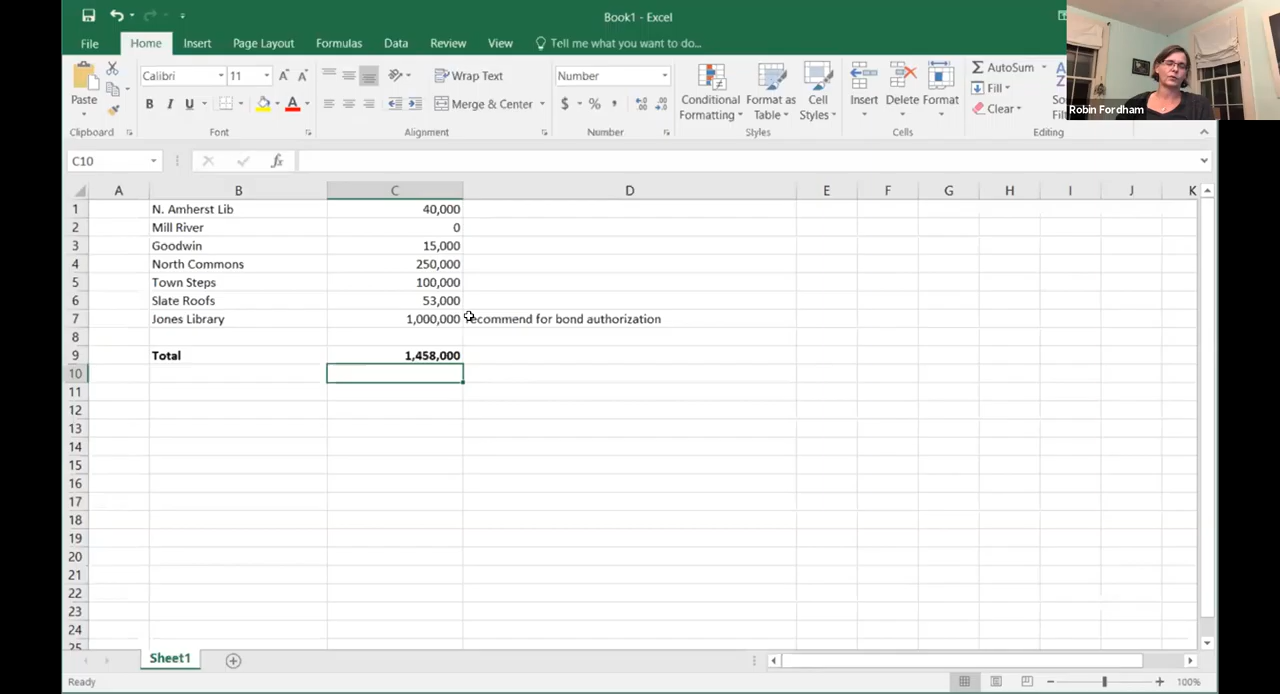 Book1 - Excel
File Home Insert Page Layout Formulas Data Review View Tell me what you want to do...
Robin Fordham
Paste
Calibri 11
B I U A
Wrap Text
Merge & Center
Number
$ % ,
Conditional Formatting
Format as Table
Cell Styles
Insert Delete Format
AutoSum
Fill
Clear
Clipboard Font Alignment Number Styles Cells Editing
C10 fx
A B C D E F G H I J K
1 N. Amherst Lib 40,000
2 Mill River 0
3 Goodwin 15,000
4 North Commons 250,000
5 Town Steps 100,000
6 Slate Roofs 53,000
7 Jones Library 1,000,000 recommend for bond authorization
8
9 Total 1,458,000
10
11
12
13
14
15
16
17
18
19
20
21
22
23
24
25
Sheet1
Ready 100%